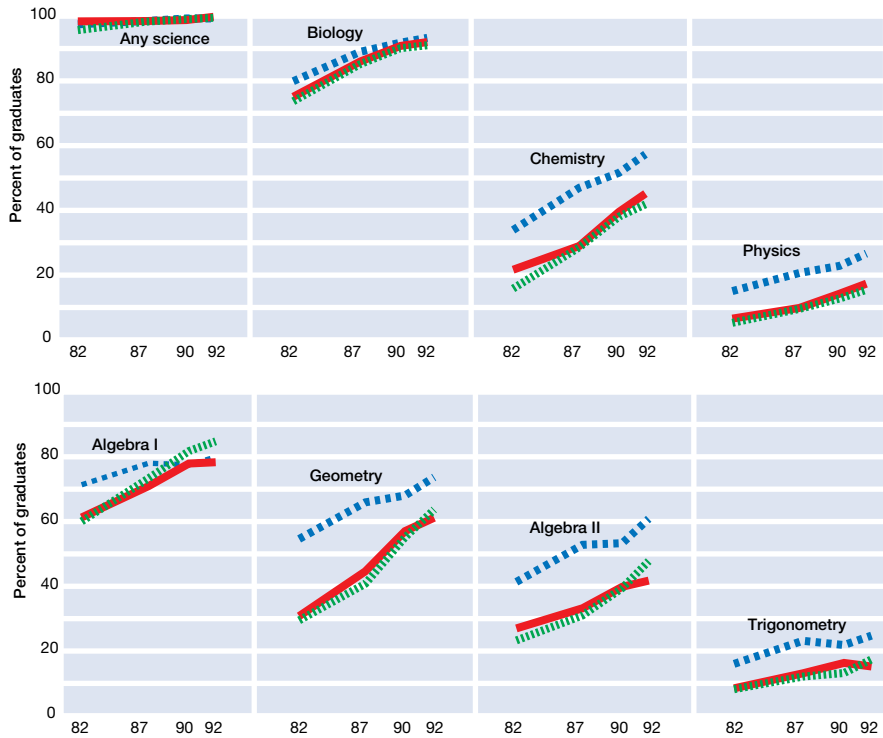 100
Any science
Biology
80
Percent of graduates
60
Chemistry
40
Physics
20
0
82 87 90 92 82 87 90 92 82 87 90 92 82 87 90 92
100
80
Algebra I
Geometry
Percent of graduates
60
Algebra II
40
Trigonometry
20
0
82 87 90 92 82 87 90 92 82 87 90 92 82 87 90 92